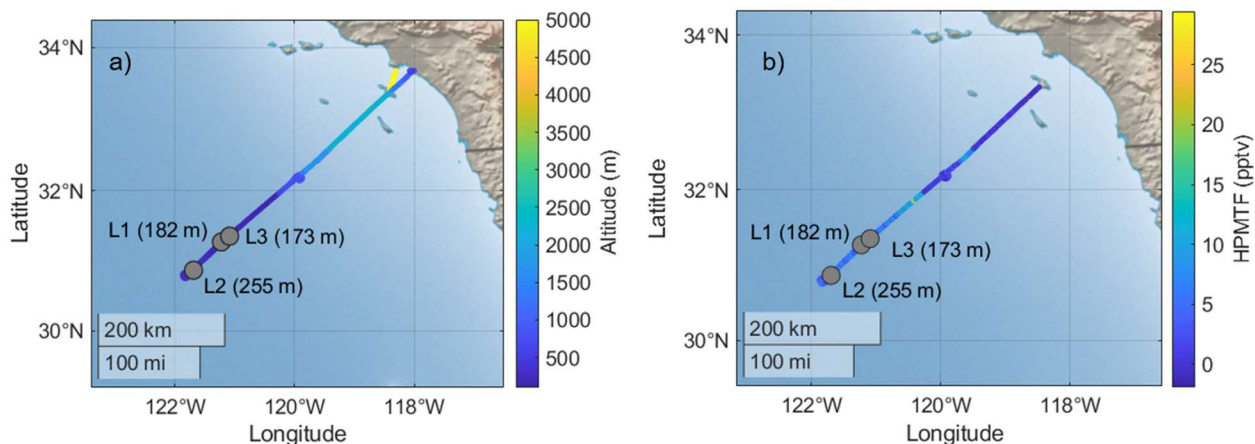 a)
34°N
32°N
30°N
Latitude
L1 (182 m)
L3 (173 m)
L2 (255 m)
200 km
100 mi
122°W
120°W
118°W
Longitude
5000
4500
4000
3500
3000
2500
2000
1500
1000
500
Altitude (m)
b)
34°N
32°N
30°N
Latitude
L1 (182 m)
L3 (173 m)
L2 (255 m)
200 km
100 mi
122°W
120°W
118°W
Longitude
25
20
15
10
5
0
HPMTF (pptv)